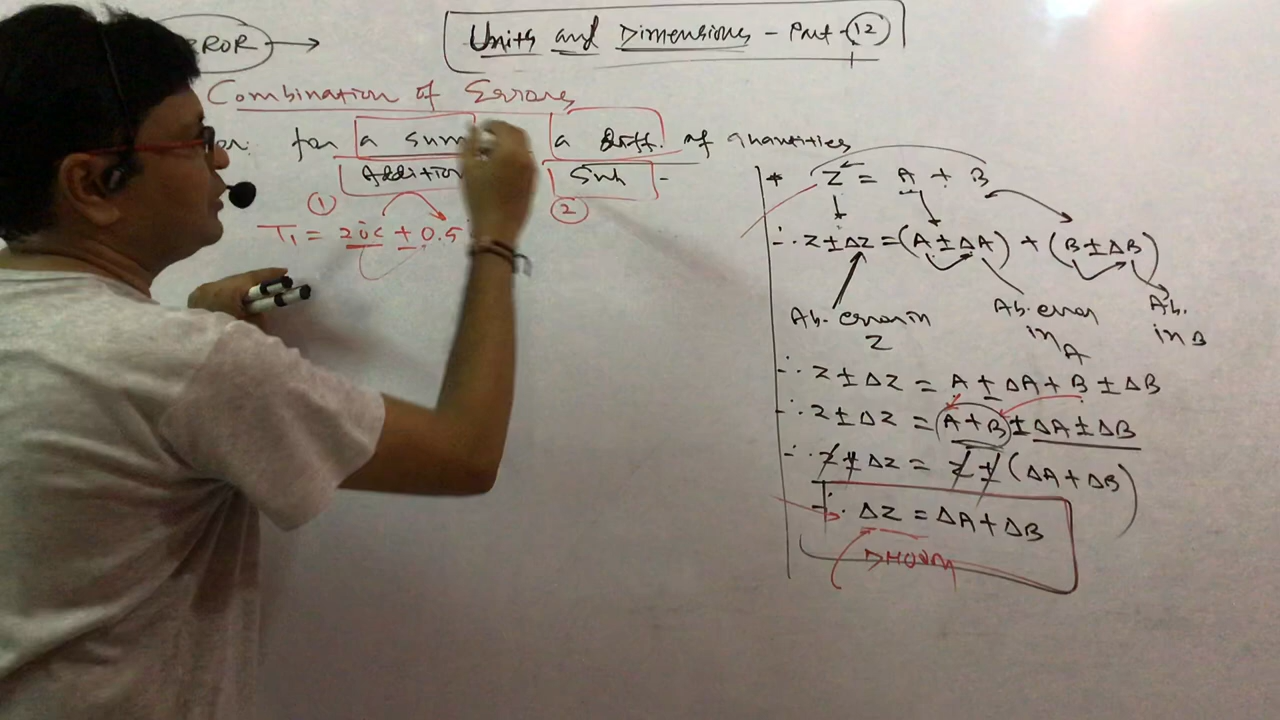 Units and Dimensions - Part - 12
RROR →
Combination of Errors
for a sum a Diff. of quantities
Addition Sub -
① ②
T₁ = 20°C ± 0.5
* Z = A + B
∴ Z ± ΔZ = (A ± ΔA) + (B ± ΔB)
Ab. error in Z
Ab. error in A
Ab. in B
∴ Z ± ΔZ = A ± ΔA + B ± ΔB
∴ Z ± ΔZ = (A + B) ± ΔA ± ΔB
∴ Z ± ΔZ = Z ± (ΔA + ΔB)
∴ ΔZ = ΔA + ΔB
DHOOM